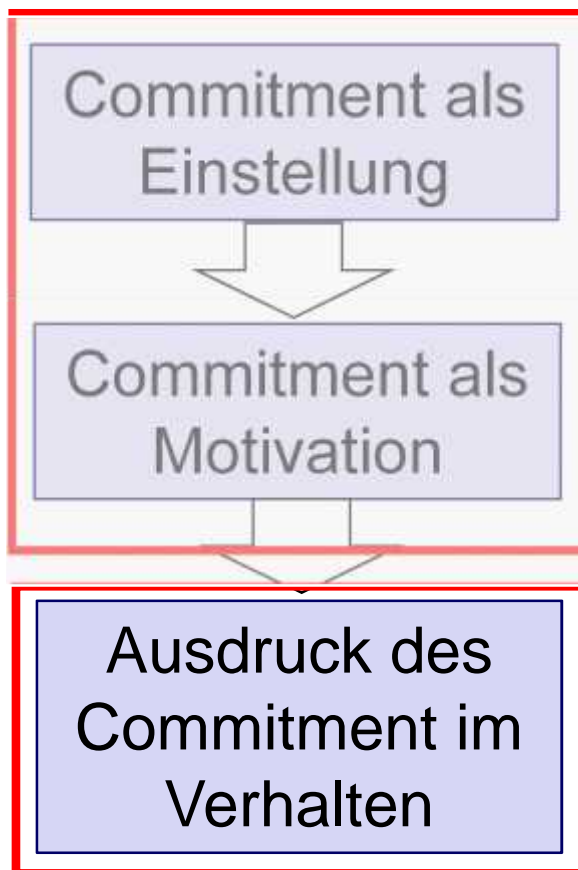 Commitment als
Einstellung
Commitment als
Motivation
Ausdruck des
Commitment im
Verhalten